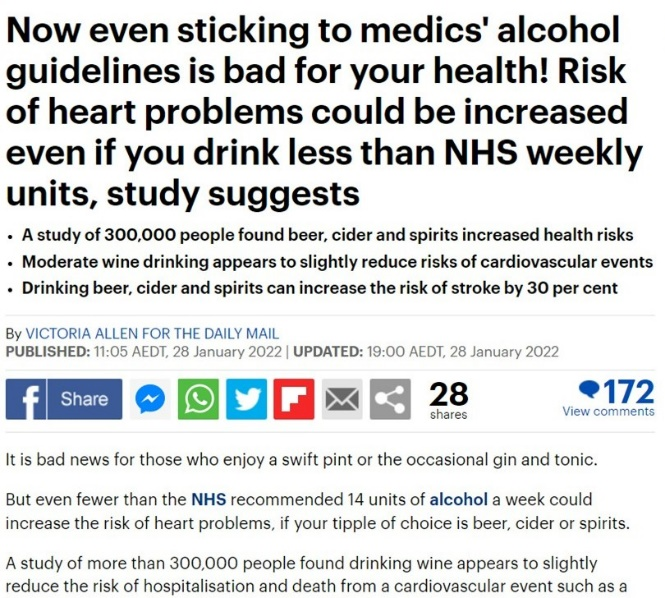 Now even sticking to medics' alcohol
guidelines is bad for your health! Risk
of heart problems could be increased
even if you drink less than NHS weekly
units, study suggests
• A study of 300,000 people found beer, cider and spirits increased health risks
• Moderate wine drinking appears to slightly reduce risks of cardiovascular events
• Drinking beer, cider and spirits can increase the risk of stroke by 30 per cent
By VICTORIA ALLEN FOR THE DAILY MAIL
PUBLISHED: 11:05 AEDT, 28 January 2022 | UPDATED: 19:00 AEDT, 28 January 2022
f Share
28
shares
172
View comments
It is bad news for those who enjoy a swift pint or the occasional gin and tonic.
But even fewer than the NHS recommended 14 units of alcohol a week could
increase the risk of heart problems, if your tipple of choice is beer, cider or spirits.
A study of more than 300,000 people found drinking wine appears to slightly
reduce the risk of hospitalisation and death from a cardiovascular event such as a